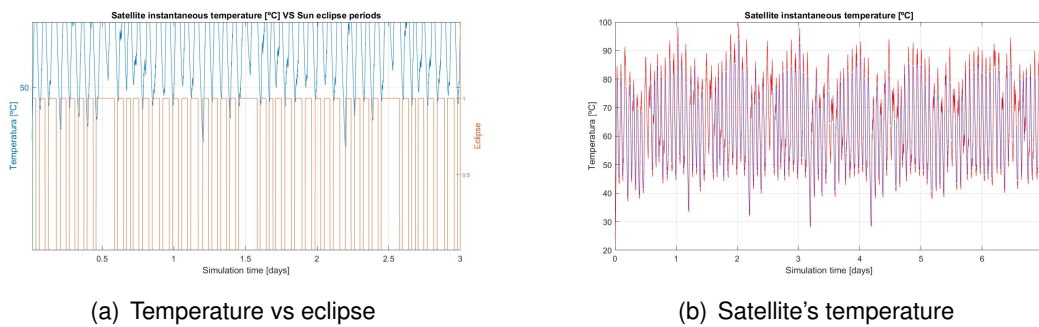 Satellite instantaneous temperature [ºC] VS Sun eclipse periods
Temperatura [ºC]
50
Eclipse
1
0.5
0.5 1 1.5 2 2.5 3
Simulation time [days]
(a) Temperature vs eclipse
Satellite instantaneous temperature [ºC]
Temperatura [ºC]
100
90
80
70
60
50
40
30
20
0 1 2 3 4 5 6
Simulation time [days]
(b) Satellite's temperature